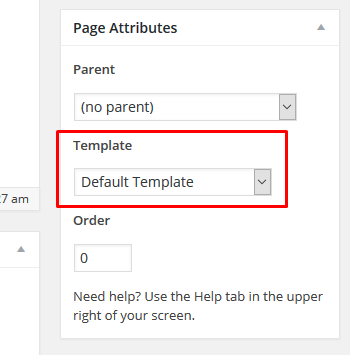 Page Attributes
Parent
(no parent)
Template
Default Template
27 am
Order
0
Need help? Use the Help tab in the upper
right of your screen.